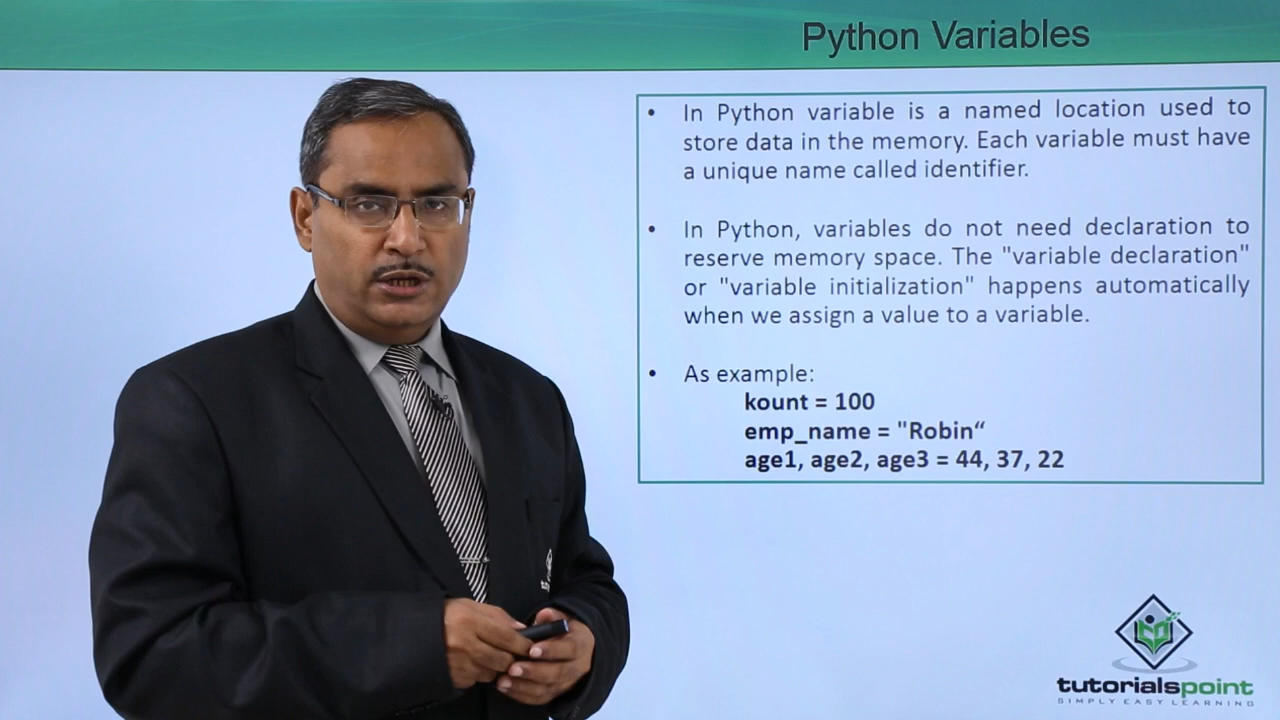 Python Variables
• In Python variable is a named location used to
store data in the memory. Each variable must have
a unique name called identifier.
• In Python, variables do not need declaration to
reserve memory space. The "variable declaration"
or "variable initialization" happens automatically
when we assign a value to a variable.
• As example:
kount = 100
emp_name = "Robin“
age1, age2, age3 = 44, 37, 22
tutorialspoint
SIMPLY EASY LEARNING